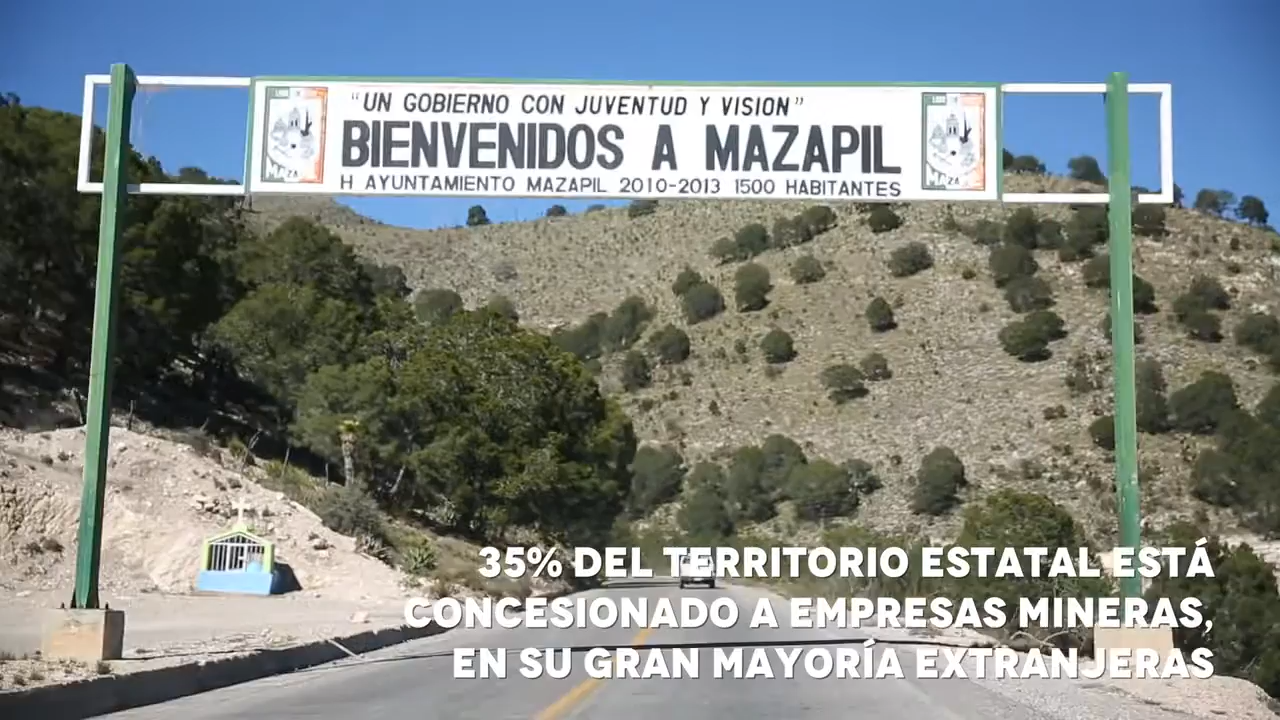 "UN GOBIERNO CON JUVENTUD Y VISION"
BIENVENIDOS A MAZAPIL
H AYUNTAMIENTO MAZAPIL 2010-2013 1500 HABITANTES
35% DEL TERRITORIO ESTATAL ESTÁ
CONCESIONADO A EMPRESAS MINERAS,
EN SU GRAN MAYORÍA EXTRANJERAS